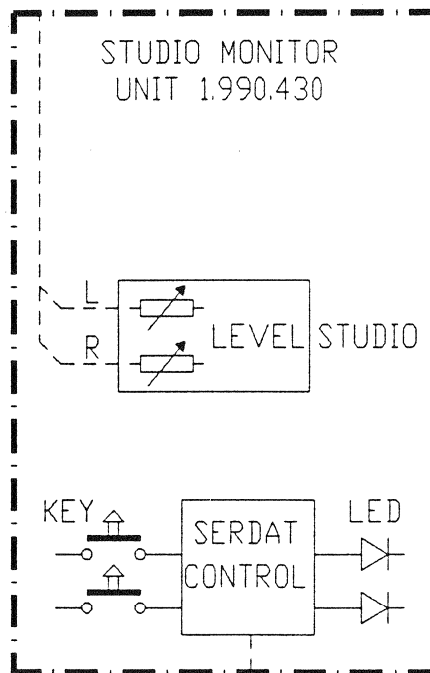 STUDIO MONITOR
UNIT 1.990.430
L
R
LEVEL STUDIO
KEY
SERDAT
CONTROL
LED